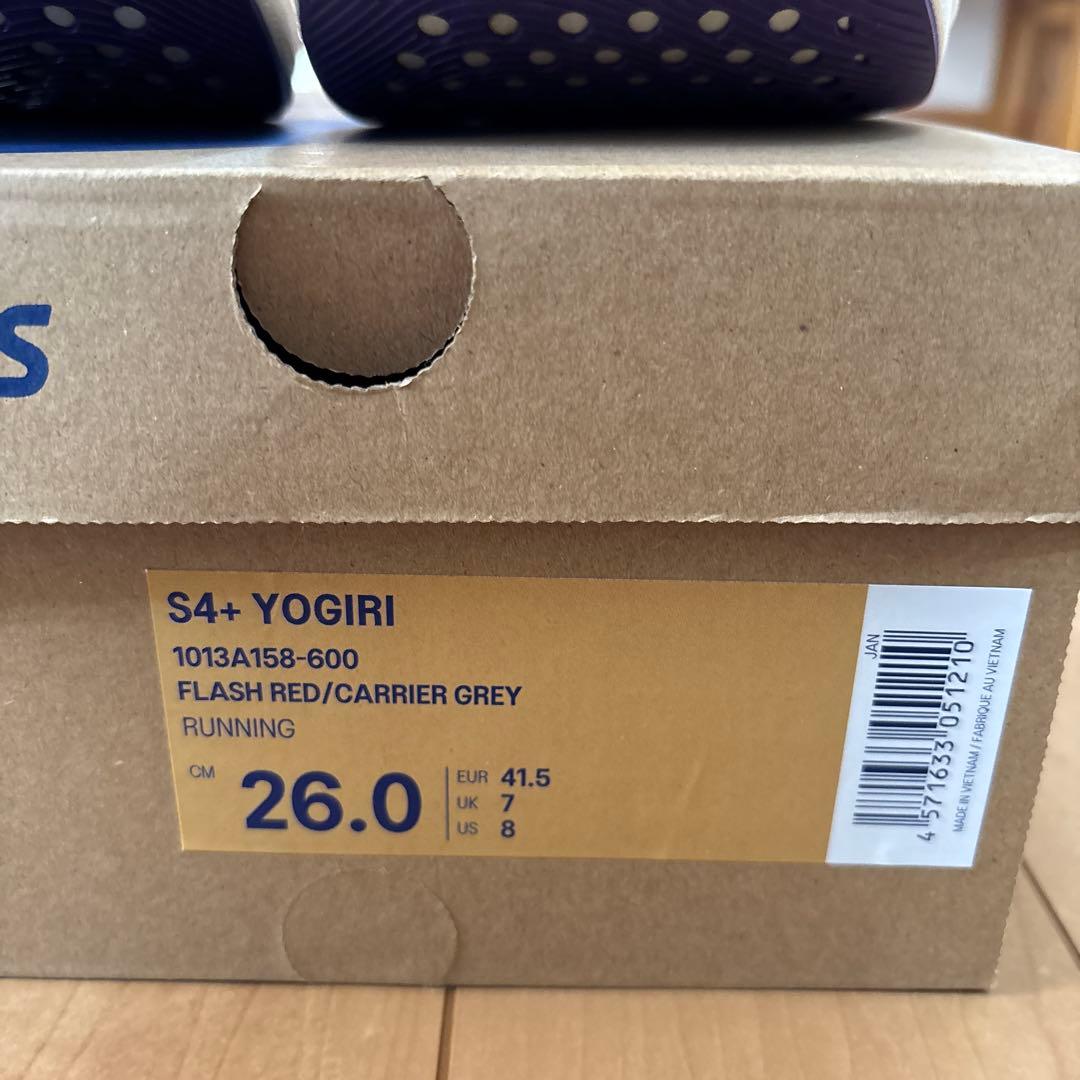 s
S4+ YOGIRI
1013A158-600
FLASH RED/CARRIER GREY
RUNNING
CM 26.0
EUR 41.5
UK 7
US 8
JAN
4 571633 051210
MADE IN VIETNAM / FABRIQUE AU VIETNAM